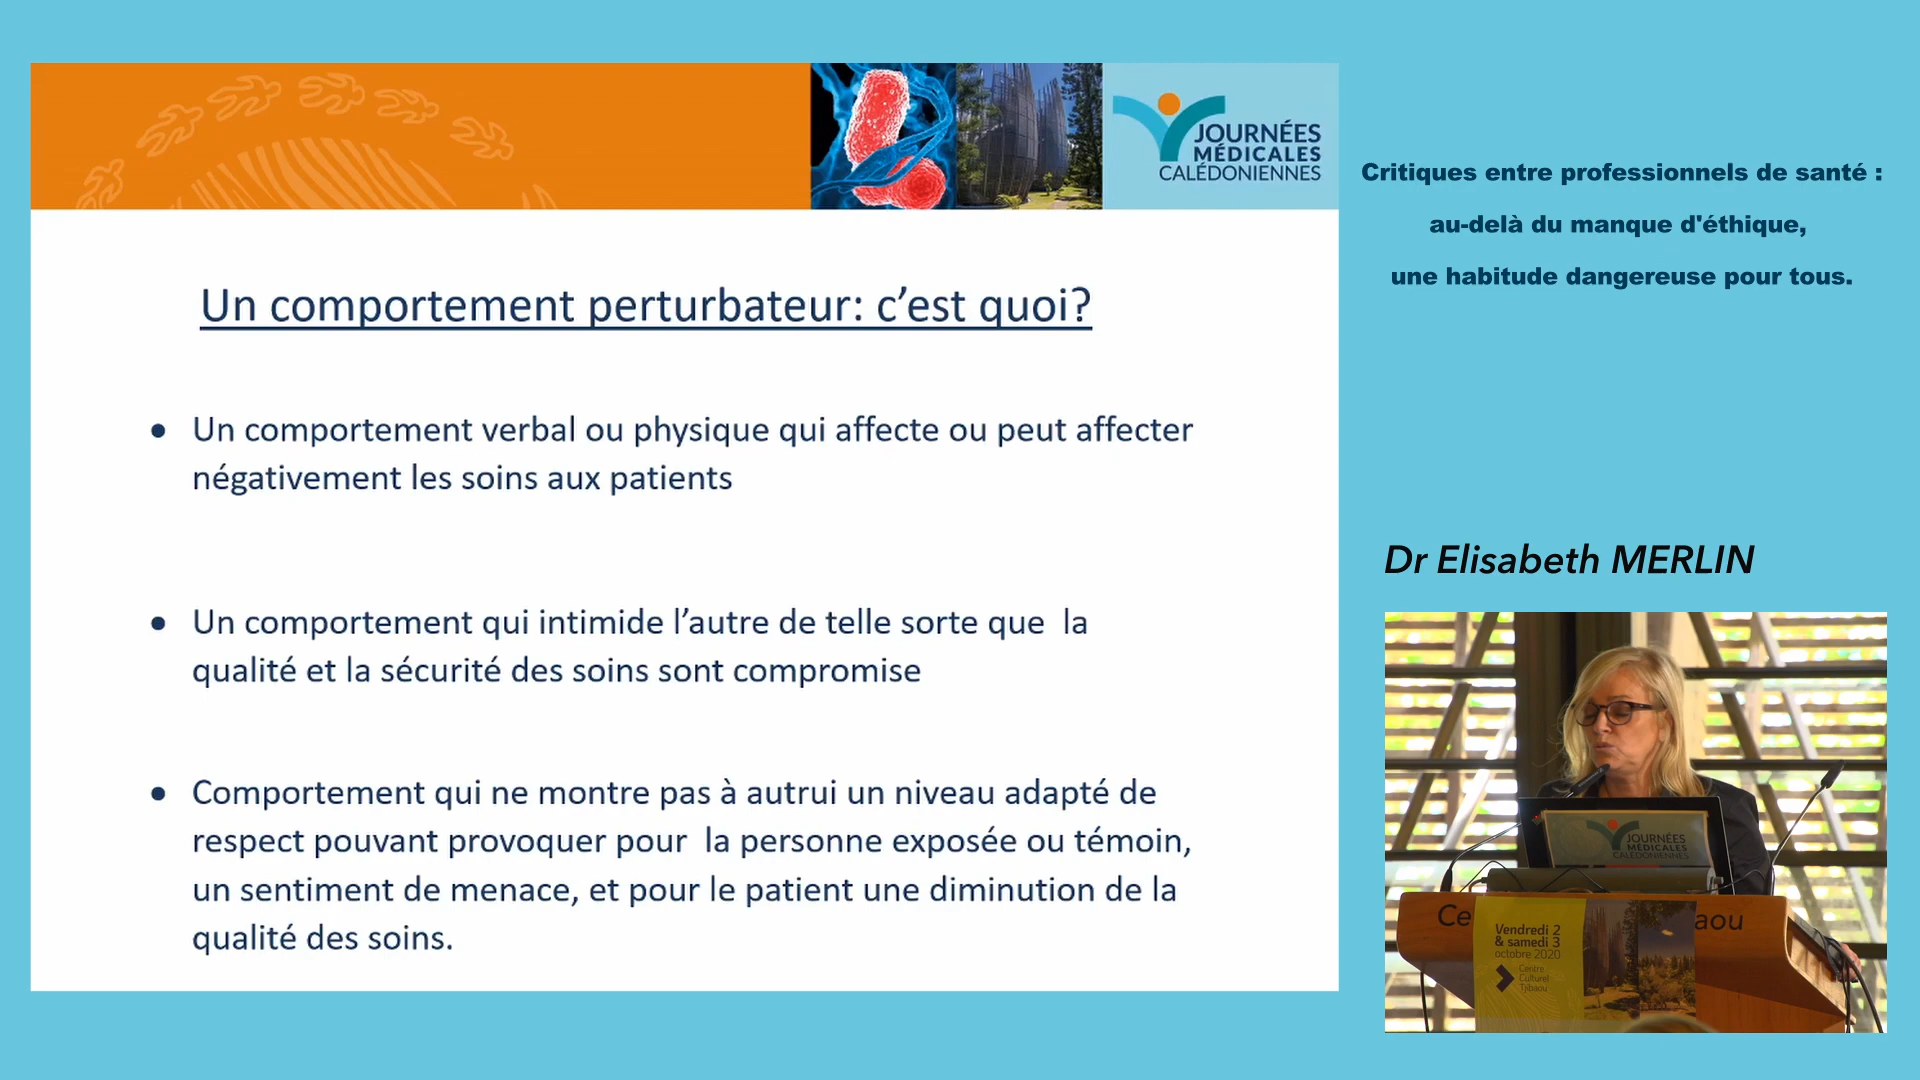 JOURNÉES
MÉDICALES
CALÉDONIENNES
Un comportement perturbateur: c’est quoi?
• Un comportement verbal ou physique qui affecte ou peut affecter
négativement les soins aux patients
• Un comportement qui intimide l’autre de telle sorte que la
qualité et la sécurité des soins sont compromise
• Comportement qui ne montre pas à autrui un niveau adapté de
respect pouvant provoquer pour la personne exposée ou témoin,
un sentiment de menace, et pour le patient une diminution de la
qualité des soins.
Critiques entre professionnels de santé :
au-delà du manque d'éthique,
une habitude dangereuse pour tous.
Dr Elisabeth MERLIN
JOURNÉES
MÉDICALES
CALÉDONIENNES
Ce
aou
Vendredi 2
& samedi 3
octobre 2020
Centre
Culturel
Tjibaou